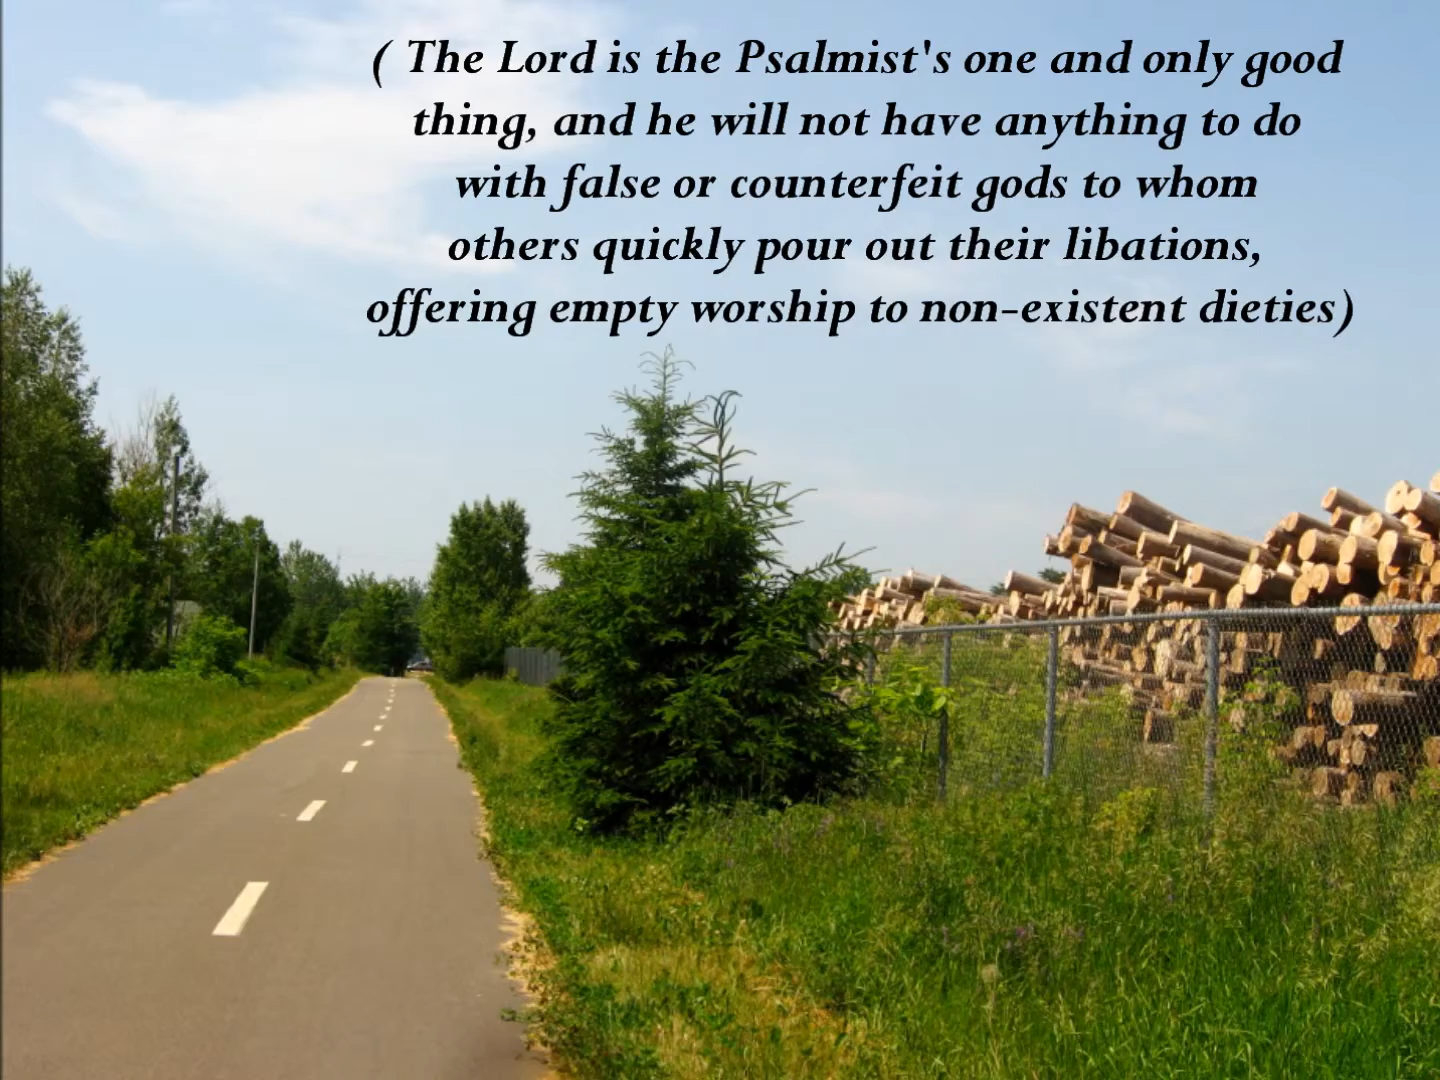 ( The Lord is the Psalmist's one and only good
thing, and he will not have anything to do
with false or counterfeit gods to whom
others quickly pour out their libations,
offering empty worship to non-existent dieties)